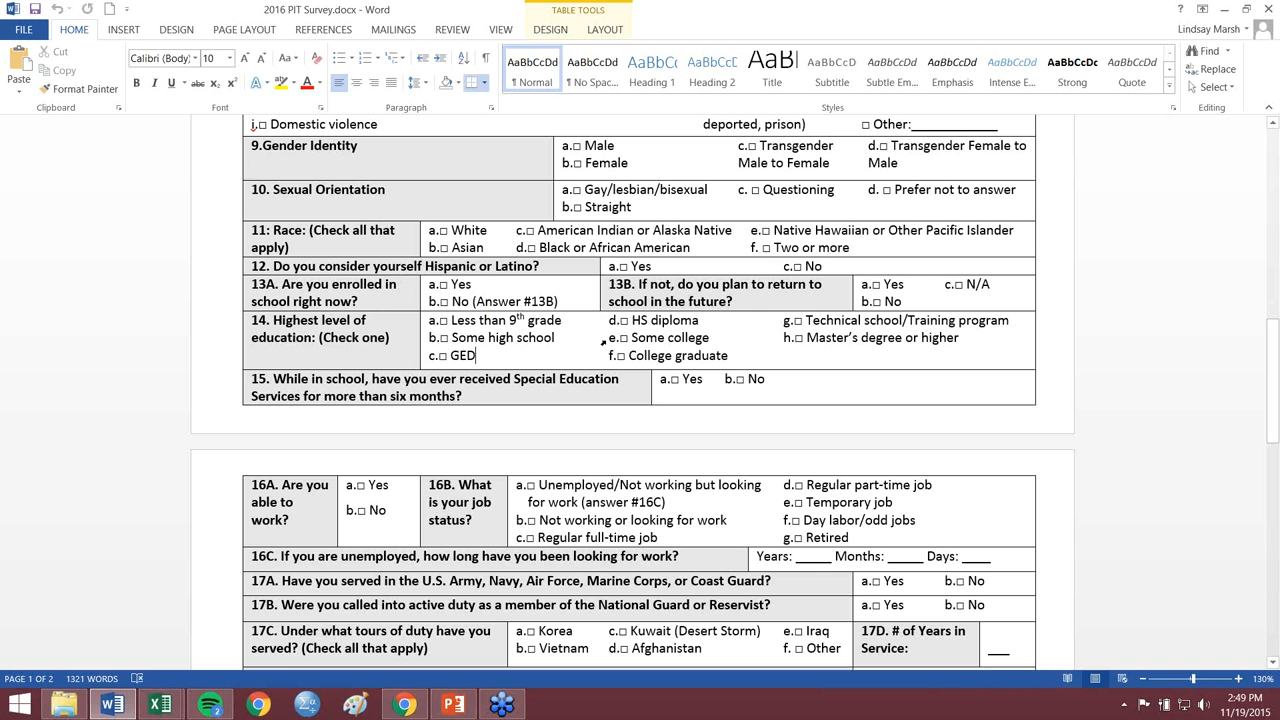 2016 PIT Survey.docx - Word
TABLE TOOLS
FILE HOME INSERT DESIGN PAGE LAYOUT REFERENCES MAILINGS REVIEW VIEW DESIGN LAYOUT
Lindsay Marsh
Paste
Cut
Copy
Format Painter
Clipboard
Calibri (Body)
10
Font
Paragraph
AaBbCcDd AaBbCcDd AaBbCc AaBbCcC AaBl AaBbCcD AaBbCcDd AaBbCcDd AaBbCcDd AaBbCcDc
¶ Normal ¶ No Spac... Heading 1 Heading 2 Title Subtitle Subtle Em... Emphasis Intense E... Strong Quote
Styles
Find
Replace
Select
Editing
i.□ Domestic violence deported, prison) □ Other:____________
9.Gender Identity
a.□ Male c.□ Transgender d.□ Transgender Female to
b.□ Female Male to Female Male
10. Sexual Orientation
a.□ Gay/lesbian/bisexual c. □ Questioning d. □ Prefer not to answer
b.□ Straight
11: Race: (Check all that apply)
a.□ White c.□ American Indian or Alaska Native e.□ Native Hawaiian or Other Pacific Islander
b.□ Asian d.□ Black or African American f. □ Two or more
12. Do you consider yourself Hispanic or Latino? a.□ Yes c.□ No
13A. Are you enrolled in school right now?
a.□ Yes
b.□ No (Answer #13B)
13B. If not, do you plan to return to school in the future?
a.□ Yes c.□ N/A
b.□ No
14. Highest level of education: (Check one)
a.□ Less than 9th grade d.□ HS diploma g.□ Technical school/Training program
b.□ Some high school e.□ Some college h.□ Master's degree or higher
c.□ GED f.□ College graduate
15. While in school, have you ever received Special Education
Services for more than six months?
a.□ Yes b.□ No
16A. Are you able to work?
a.□ Yes
b.□ No
16B. What is your job status?
a.□ Unemployed/Not working but looking d.□ Regular part-time job
for work (answer #16C) e.□ Temporary job
b.□ Not working or looking for work f.□ Day labor/odd jobs
c.□ Regular full-time job g.□ Retired
16C. If you are unemployed, how long have you been looking for work? Years: _____ Months: _____ Days: ____
17A. Have you served in the U.S. Army, Navy, Air Force, Marine Corps, or Coast Guard? a.□ Yes b.□ No
17B. Were you called into active duty as a member of the National Guard or Reservist? a.□ Yes b.□ No
17C. Under what tours of duty have you served? (Check all that apply)
a.□ Korea c.□ Kuwait (Desert Storm) e.□ Iraq
b.□ Vietnam d.□ Afghanistan f. □ Other
17D. # of Years in Service: ___
PAGE 1 OF 2 1321 WORDS
130%
2:49 PM
11/19/2015